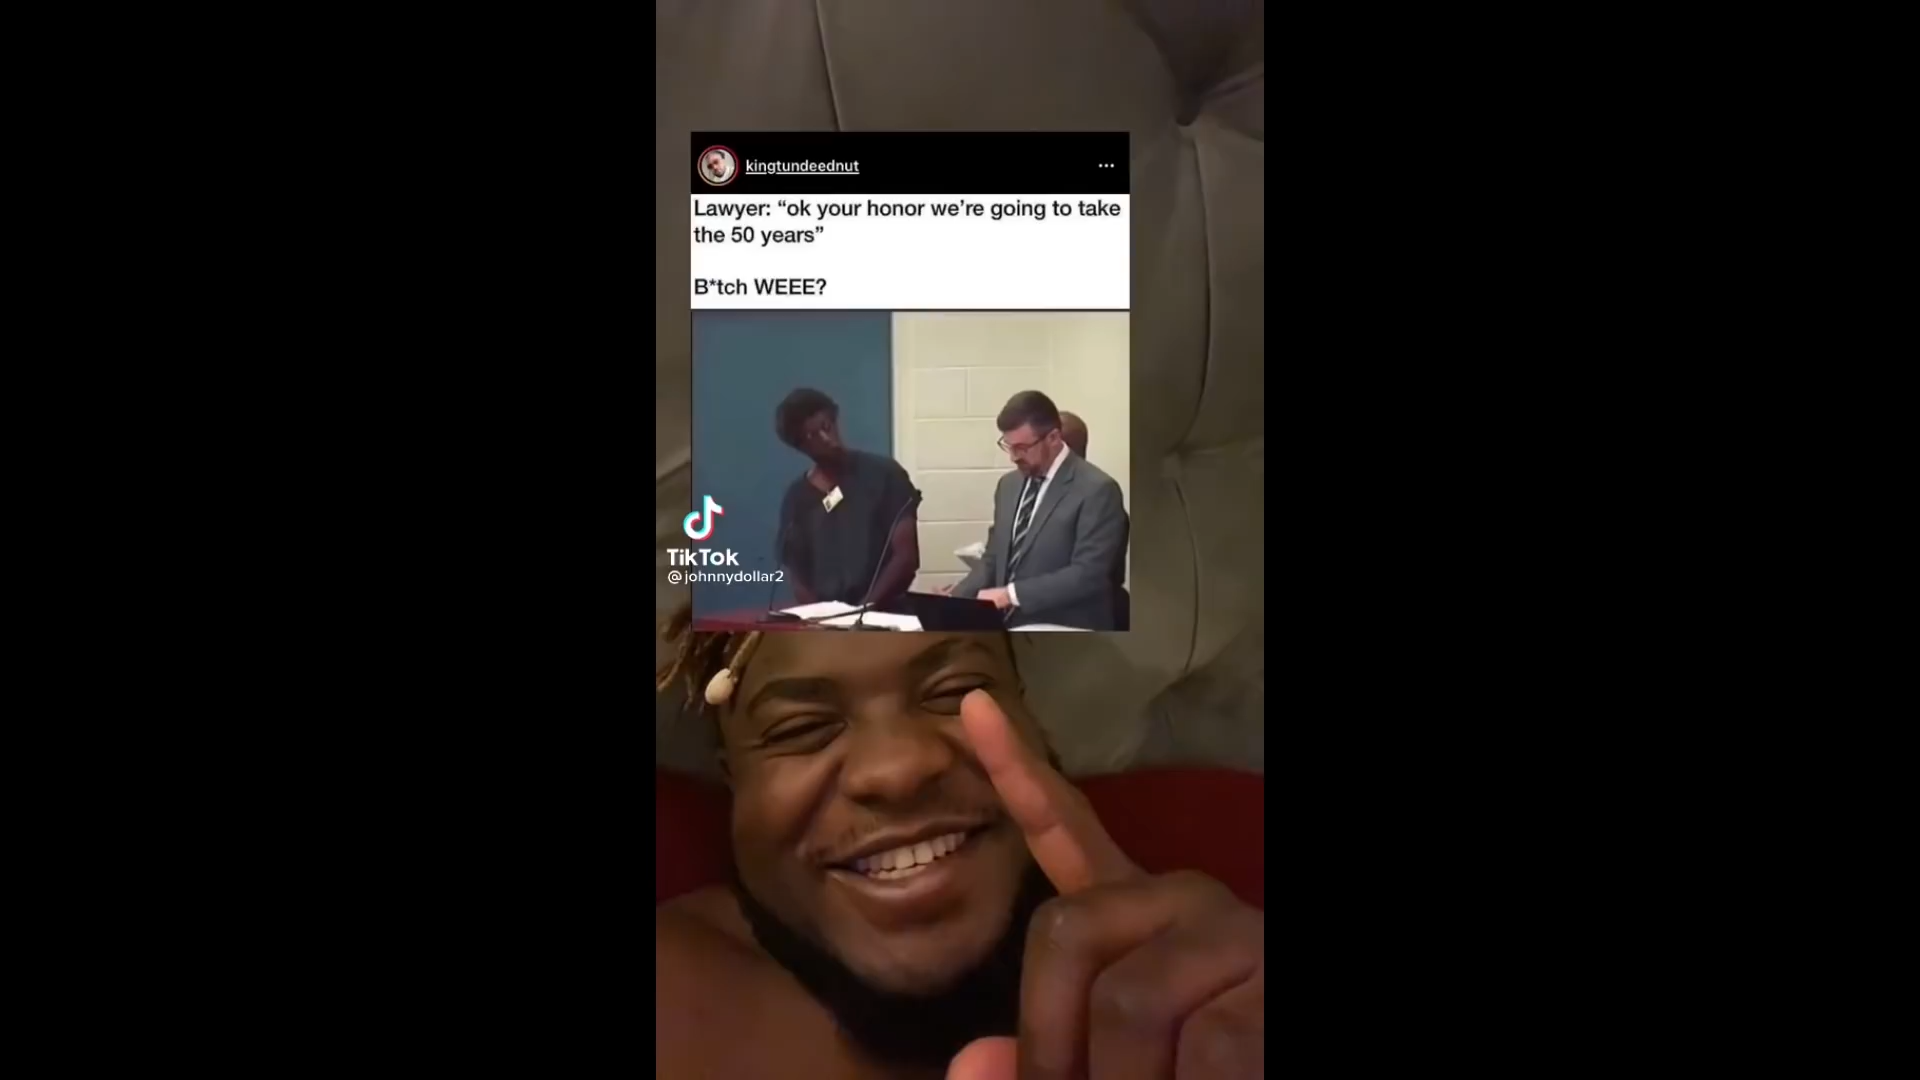 kingtundeednut
Lawyer: “ok your honor we’re going to take
the 50 years”
B*tch WEEE?
TikTok
@johnnydollar2